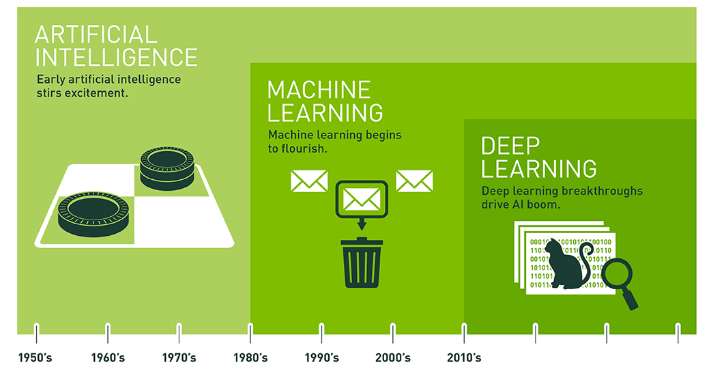 ARTIFICIAL
INTELLIGENCE
Early artificial intelligence
stirs excitement.
MACHINE
LEARNING
Machine learning begins
to flourish.
DEEP
LEARNING
Deep learning breakthroughs
drive AI boom.
1950's 1960's 1970's 1980's 1990's 2000's 2010's